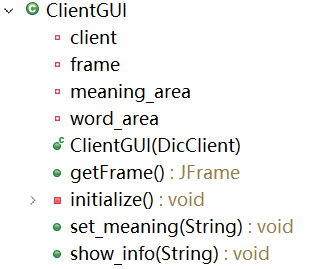 ClientGUI
client
frame
meaning_area
word_area
ClientGUI(DicClient)
getFrame() : JFrame
initialize() : void
set_meaning(String) : void
show_info(String) : void